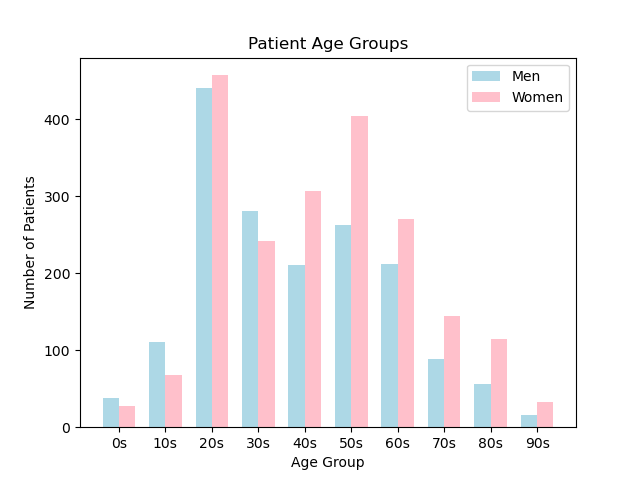 Patient Age Groups
Men
Women
400
300
200
100
0
Number of Patients
0s 10s 20s 30s 40s 50s 60s 70s 80s 90s
Age Group